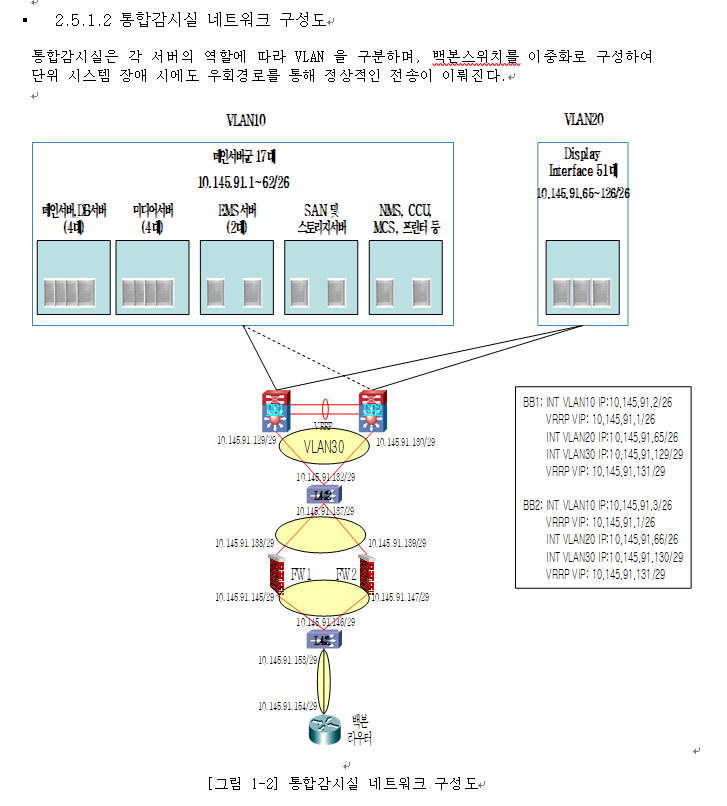 2.5.1.2 통합감시실 네트워크 구성도
통합감시실은 각 서버의 역할에 따라 VLAN 을 구분하며, 백본스위치를 이중화로 구성하여
단위 시스템 장애 시에도 우회경로를 통해 정상적인 전송이 이뤄진다.
VLAN10
VLAN20
메인서버군 17대
10.145.91.1~62/26
Display
Interface 51대
10.145.91.65~126/26
메인서버,DB서버
(4대)
미디어서버
(4대)
EMS 서버
(2대)
SAN 및
스토리지서버
NMS, CCU,
MCS, 프린터 등
VRRP
10.145.91.129/29
10.145.91.130/29
VLAN30
10.145.91.132/29
L4/2
10.145.91.137/29
10.145.91.138/29
10.145.91.139/29
FW1
FW2
10.145.91.145/29
10.145.91.147/29
10.145.91.146/29
10.145.91.153/29
10.145.91.154/29
백본
라우터
BB1: INT VLAN10 IP:10.145.91.2/26
VRRP VIP: 10.145.91.1/26
INT VLAN20 IP:10.145.91.65/26
INT VLAN30 IP:10.145.91.129/29
VRRP VIP: 10.145.91.131/29
BB2: INT VLAN10 IP:10.145.91.3/26
VRRP VIP: 10.145.91.1/26
INT VLAN20 IP:10.145.91.66/26
INT VLAN30 IP:10.145.91.130/29
VRRP VIP: 10.145.91.131/29
[그림 1-2] 통합감시실 네트워크 구성도